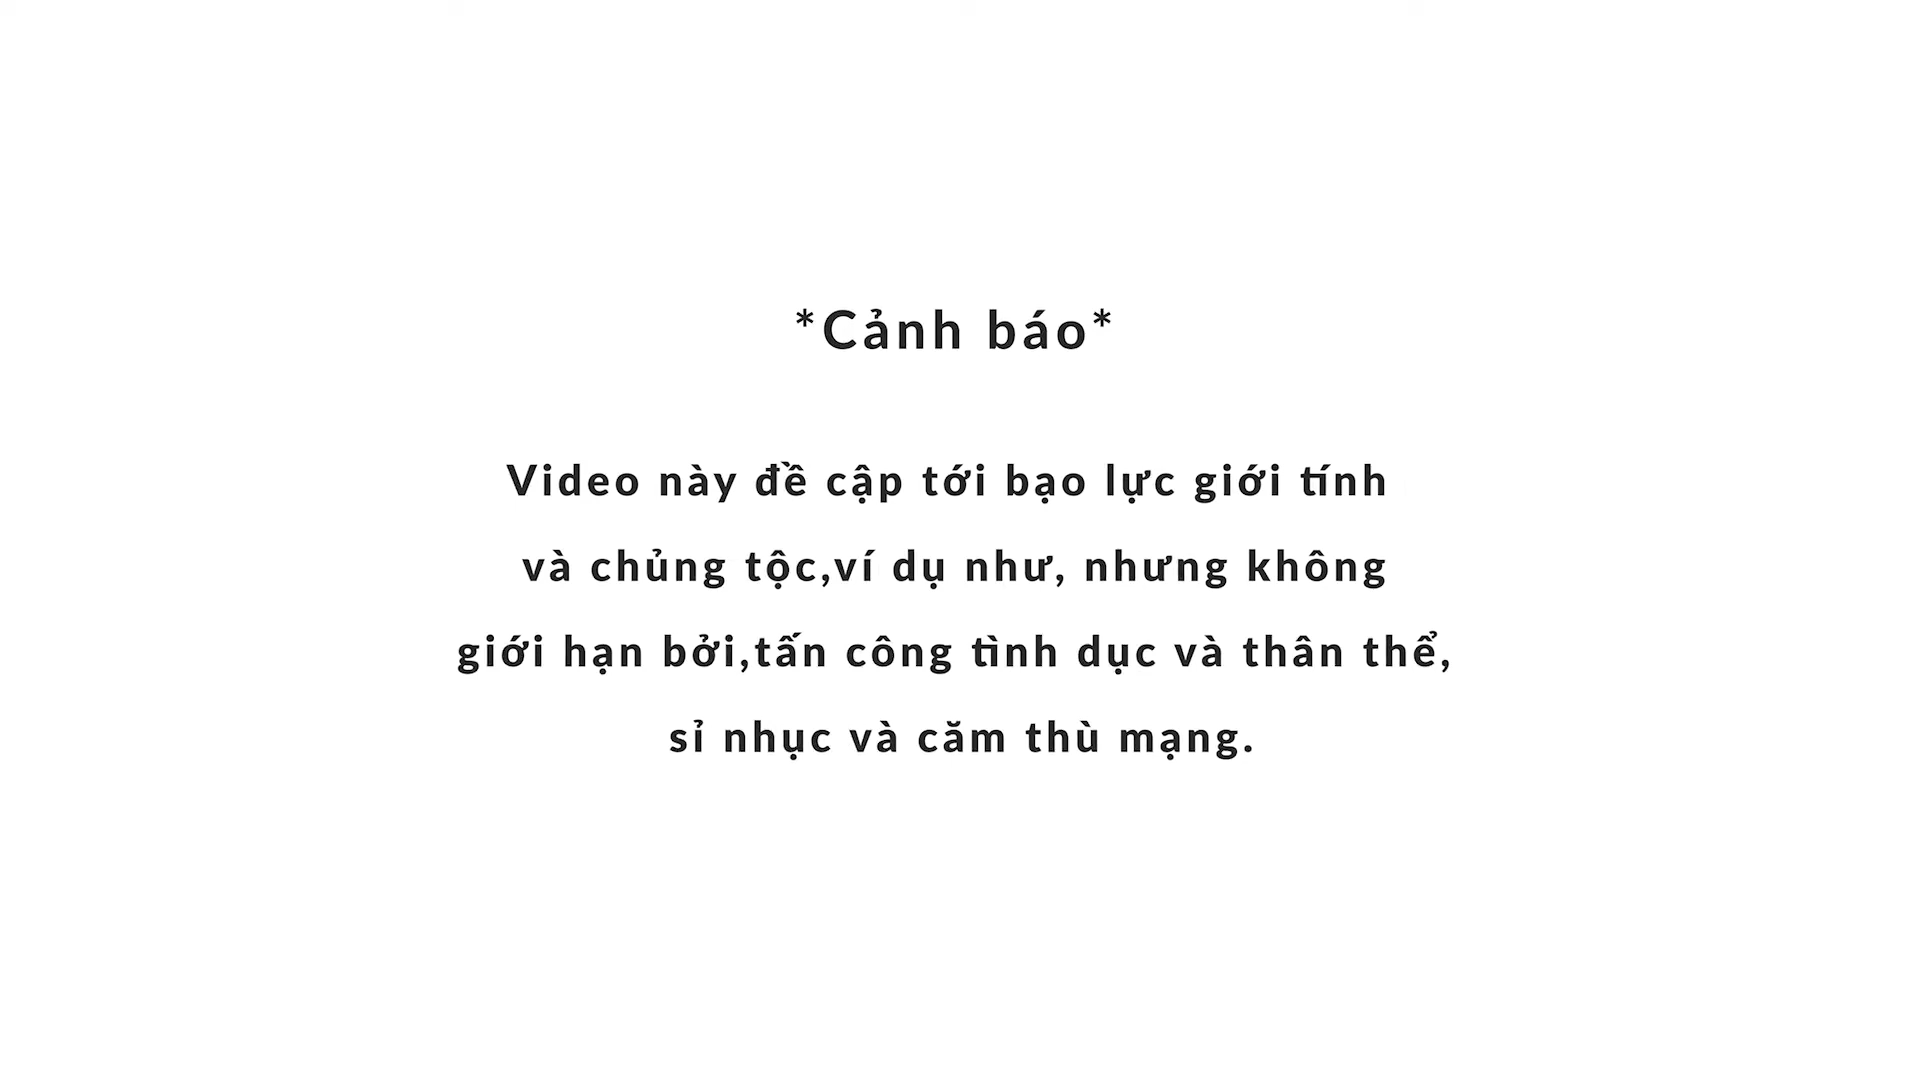 *Cảnh báo*
Video này đề cập tới bạo lực giới tính
và chủng tộc,ví dụ như, nhưng không
giới hạn bởi,tấn công tình dục và thân thể,
sỉ nhục và căm thù mạng.